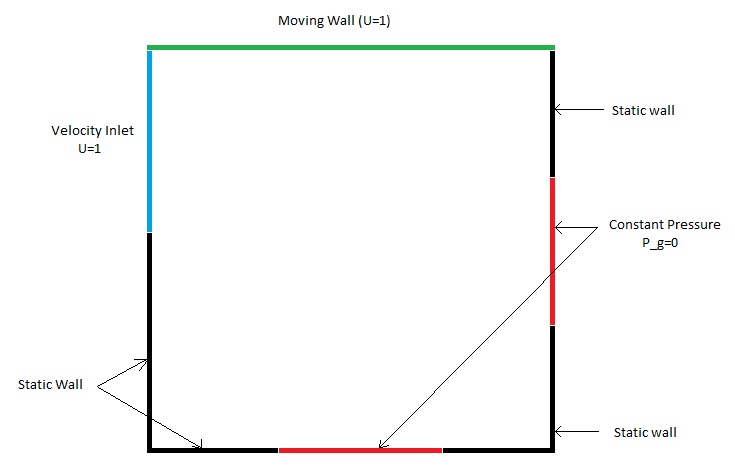 Moving Wall (U=1)
Static wall
Velocity Inlet
U=1
Constant Pressure
P_g=0
Static Wall
Static wall